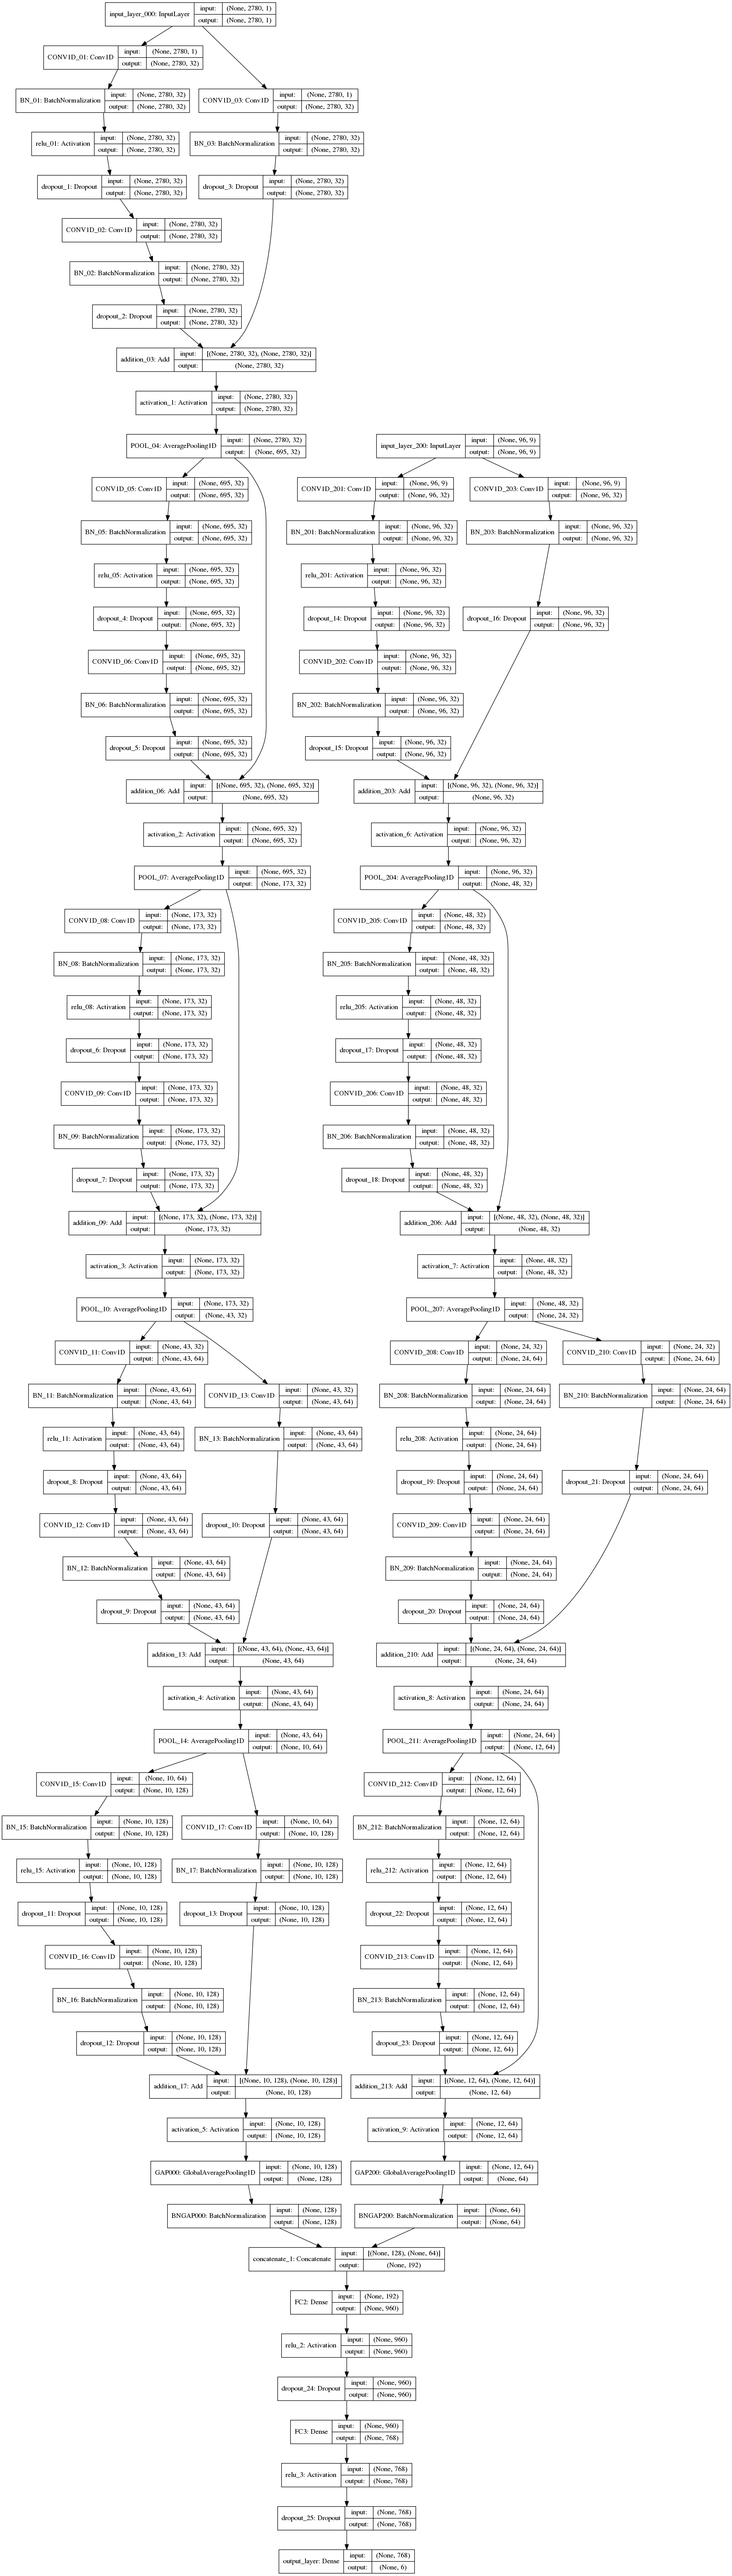 input_layer_000: InputLayer input: (None, 2780, 1)
output: (None, 2780, 1)
CONV1D_01: Conv1D input: (None, 2780, 1)
output: (None, 2780, 32)
BN_01: BatchNormalization input: (None, 2780, 32)
output: (None, 2780, 32)
CONV1D_03: Conv1D input: (None, 2780, 1)
output: (None, 2780, 32)
relu_01: Activation input: (None, 2780, 32)
output: (None, 2780, 32)
BN_03: BatchNormalization input: (None, 2780, 32)
output: (None, 2780, 32)
dropout_1: Dropout input: (None, 2780, 32)
output: (None, 2780, 32)
dropout_3: Dropout input: (None, 2780, 32)
output: (None, 2780, 32)
CONV1D_02: Conv1D input: (None, 2780, 32)
output: (None, 2780, 32)
BN_02: BatchNormalization input: (None, 2780, 32)
output: (None, 2780, 32)
dropout_2: Dropout input: (None, 2780, 32)
output: (None, 2780, 32)
addition_03: Add input: [(None, 2780, 32), (None, 2780, 32)]
output: (None, 2780, 32)
activation_1: Activation input: (None, 2780, 32)
output: (None, 2780, 32)
POOL_04: AveragePooling1D input: (None, 2780, 32)
output: (None, 695, 32)
input_layer_200: InputLayer input: (None, 96, 9)
output: (None, 96, 9)
CONV1D_05: Conv1D input: (None, 695, 32)
output: (None, 695, 32)
CONV1D_201: Conv1D input: (None, 96, 9)
output: (None, 96, 32)
CONV1D_203: Conv1D input: (None, 96, 9)
output: (None, 96, 32)
BN_05: BatchNormalization input: (None, 695, 32)
output: (None, 695, 32)
BN_201: BatchNormalization input: (None, 96, 32)
output: (None, 96, 32)
BN_203: BatchNormalization input: (None, 96, 32)
output: (None, 96, 32)
relu_05: Activation input: (None, 695, 32)
output: (None, 695, 32)
relu_201: Activation input: (None, 96, 32)
output: (None, 96, 32)
dropout_4: Dropout input: (None, 695, 32)
output: (None, 695, 32)
dropout_14: Dropout input: (None, 96, 32)
output: (None, 96, 32)
dropout_16: Dropout input: (None, 96, 32)
output: (None, 96, 32)
CONV1D_06: Conv1D input: (None, 695, 32)
output: (None, 695, 32)
CONV1D_202: Conv1D input: (None, 96, 32)
output: (None, 96, 32)
BN_06: BatchNormalization input: (None, 695, 32)
output: (None, 695, 32)
BN_202: BatchNormalization input: (None, 96, 32)
output: (None, 96, 32)
dropout_5: Dropout input: (None, 695, 32)
output: (None, 695, 32)
dropout_15: Dropout input: (None, 96, 32)
output: (None, 96, 32)
addition_06: Add input: [(None, 695, 32), (None, 695, 32)]
output: (None, 695, 32)
addition_203: Add input: [(None, 96, 32), (None, 96, 32)]
output: (None, 96, 32)
activation_2: Activation input: (None, 695, 32)
output: (None, 695, 32)
activation_6: Activation input: (None, 96, 32)
output: (None, 96, 32)
POOL_07: AveragePooling1D input: (None, 695, 32)
output: (None, 173, 32)
POOL_204: AveragePooling1D input: (None, 96, 32)
output: (None, 48, 32)
CONV1D_08: Conv1D input: (None, 173, 32)
output: (None, 173, 32)
CONV1D_205: Conv1D input: (None, 48, 32)
output: (None, 48, 32)
BN_08: BatchNormalization input: (None, 173, 32)
output: (None, 173, 32)
BN_205: BatchNormalization input: (None, 48, 32)
output: (None, 48, 32)
relu_08: Activation input: (None, 173, 32)
output: (None, 173, 32)
relu_205: Activation input: (None, 48, 32)
output: (None, 48, 32)
dropout_6: Dropout input: (None, 173, 32)
output: (None, 173, 32)
dropout_17: Dropout input: (None, 48, 32)
output: (None, 48, 32)
CONV1D_09: Conv1D input: (None, 173, 32)
output: (None, 173, 32)
CONV1D_206: Conv1D input: (None, 48, 32)
output: (None, 48, 32)
BN_09: BatchNormalization input: (None, 173, 32)
output: (None, 173, 32)
BN_206: BatchNormalization input: (None, 48, 32)
output: (None, 48, 32)
dropout_7: Dropout input: (None, 173, 32)
output: (None, 173, 32)
dropout_18: Dropout input: (None, 48, 32)
output: (None, 48, 32)
addition_09: Add input: [(None, 173, 32), (None, 173, 32)]
output: (None, 173, 32)
addition_206: Add input: [(None, 48, 32), (None, 48, 32)]
output: (None, 48, 32)
activation_3: Activation input: (None, 173, 32)
output: (None, 173, 32)
activation_7: Activation input: (None, 48, 32)
output: (None, 48, 32)
POOL_10: AveragePooling1D input: (None, 173, 32)
output: (None, 43, 32)
POOL_207: AveragePooling1D input: (None, 48, 32)
output: (None, 24, 32)
CONV1D_11: Conv1D input: (None, 43, 32)
output: (None, 43, 64)
CONV1D_208: Conv1D input: (None, 24, 32)
output: (None, 24, 64)
CONV1D_210: Conv1D input: (None, 24, 32)
output: (None, 24, 64)
BN_11: BatchNormalization input: (None, 43, 64)
output: (None, 43, 64)
CONV1D_13: Conv1D input: (None, 43, 32)
output: (None, 43, 64)
BN_208: BatchNormalization input: (None, 24, 64)
output: (None, 24, 64)
BN_210: BatchNormalization input: (None, 24, 64)
output: (None, 24, 64)
relu_11: Activation input: (None, 43, 64)
output: (None, 43, 64)
BN_13: BatchNormalization input: (None, 43, 64)
output: (None, 43, 64)
relu_208: Activation input: (None, 24, 64)
output: (None, 24, 64)
dropout_8: Dropout input: (None, 43, 64)
output: (None, 43, 64)
dropout_19: Dropout input: (None, 24, 64)
output: (None, 24, 64)
dropout_21: Dropout input: (None, 24, 64)
output: (None, 24, 64)
CONV1D_12: Conv1D input: (None, 43, 64)
output: (None, 43, 64)
dropout_10: Dropout input: (None, 43, 64)
output: (None, 43, 64)
CONV1D_209: Conv1D input: (None, 24, 64)
output: (None, 24, 64)
BN_12: BatchNormalization input: (None, 43, 64)
output: (None, 43, 64)
BN_209: BatchNormalization input: (None, 24, 64)
output: (None, 24, 64)
dropout_9: Dropout input: (None, 43, 64)
output: (None, 43, 64)
dropout_20: Dropout input: (None, 24, 64)
output: (None, 24, 64)
addition_13: Add input: [(None, 43, 64), (None, 43, 64)]
output: (None, 43, 64)
addition_210: Add input: [(None, 24, 64), (None, 24, 64)]
output: (None, 24, 64)
activation_4: Activation input: (None, 43, 64)
output: (None, 43, 64)
activation_8: Activation input: (None, 24, 64)
output: (None, 24, 64)
POOL_14: AveragePooling1D input: (None, 43, 64)
output: (None, 10, 64)
POOL_211: AveragePooling1D input: (None, 24, 64)
output: (None, 12, 64)
CONV1D_15: Conv1D input: (None, 10, 64)
output: (None, 10, 128)
CONV1D_212: Conv1D input: (None, 12, 64)
output: (None, 12, 64)
BN_15: BatchNormalization input: (None, 10, 128)
output: (None, 10, 128)
CONV1D_17: Conv1D input: (None, 10, 64)
output: (None, 10, 128)
BN_212: BatchNormalization input: (None, 12, 64)
output: (None, 12, 64)
relu_15: Activation input: (None, 10, 128)
output: (None, 10, 128)
BN_17: BatchNormalization input: (None, 10, 128)
output: (None, 10, 128)
relu_212: Activation input: (None, 12, 64)
output: (None, 12, 64)
dropout_11: Dropout input: (None, 10, 128)
output: (None, 10, 128)
dropout_13: Dropout input: (None, 10, 128)
output: (None, 10, 128)
dropout_22: Dropout input: (None, 12, 64)
output: (None, 12, 64)
CONV1D_16: Conv1D input: (None, 10, 128)
output: (None, 10, 128)
CONV1D_213: Conv1D input: (None, 12, 64)
output: (None, 12, 64)
BN_16: BatchNormalization input: (None, 10, 128)
output: (None, 10, 128)
BN_213: BatchNormalization input: (None, 12, 64)
output: (None, 12, 64)
dropout_12: Dropout input: (None, 10, 128)
output: (None, 10, 128)
dropout_23: Dropout input: (None, 12, 64)
output: (None, 12, 64)
addition_17: Add input: [(None, 10, 128), (None, 10, 128)]
output: (None, 10, 128)
addition_213: Add input: [(None, 12, 64), (None, 12, 64)]
output: (None, 12, 64)
activation_5: Activation input: (None, 10, 128)
output: (None, 10, 128)
activation_9: Activation input: (None, 12, 64)
output: (None, 12, 64)
GAP000: GlobalAveragePooling1D input: (None, 10, 128)
output: (None, 128)
GAP200: GlobalAveragePooling1D input: (None, 12, 64)
output: (None, 64)
BNGAP000: BatchNormalization input: (None, 128)
output: (None, 128)
BNGAP200: BatchNormalization input: (None, 64)
output: (None, 64)
concatenate_1: Concatenate input: [(None, 128), (None, 64)]
output: (None, 192)
FC2: Dense input: (None, 192)
output: (None, 960)
relu_2: Activation input: (None, 960)
output: (None, 960)
dropout_24: Dropout input: (None, 960)
output: (None, 960)
FC3: Dense input: (None, 960)
output: (None, 768)
relu_3: Activation input: (None, 768)
output: (None, 768)
dropout_25: Dropout input: (None, 768)
output: (None, 768)
output_layer: Dense input: (None, 768)
output: (None, 6)